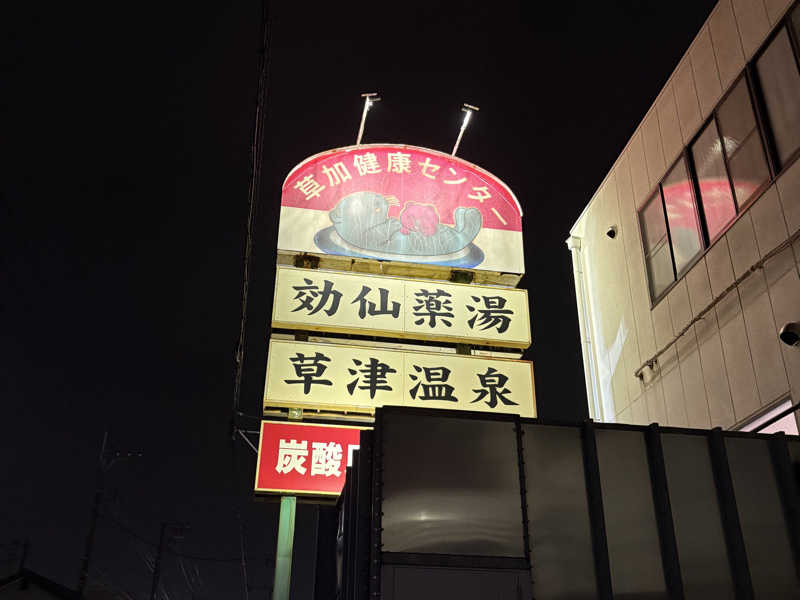 草加健康センター
効仙薬湯
草津温泉
炭酸